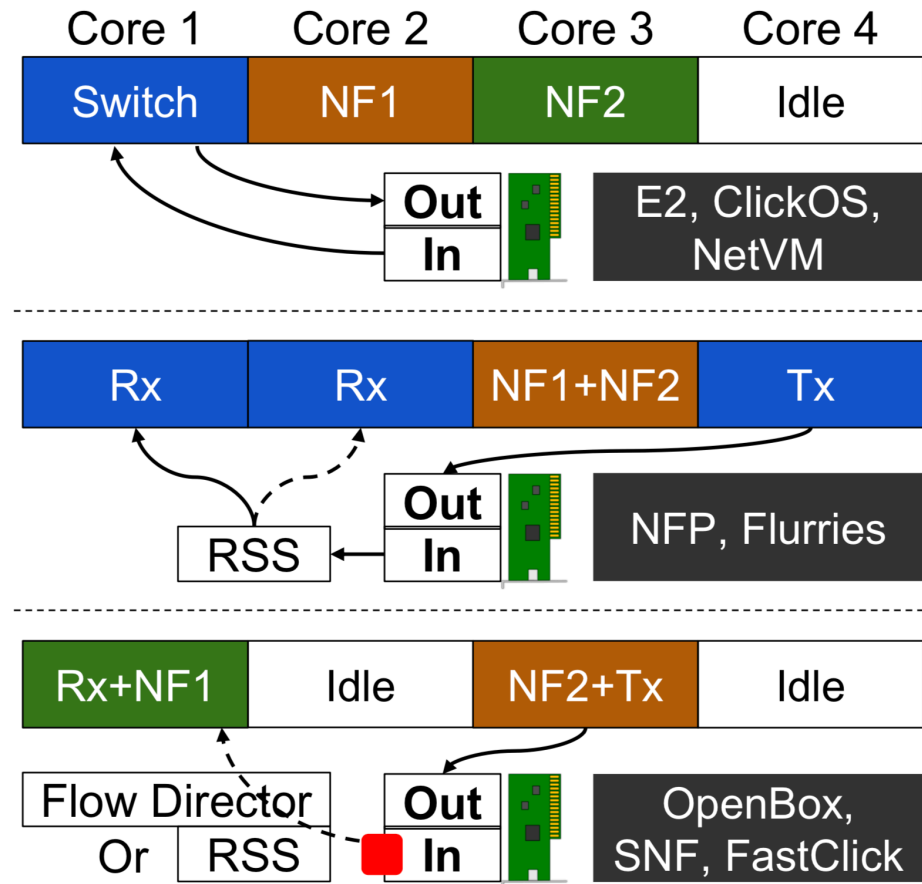 Core 1 Core 2 Core 3 Core 4
Switch NF1 NF2 Idle
Out
In
E2, ClickOS,
NetVM
Rx Rx NF1+NF2 Tx
Out
In
RSS
NFP, Flurries
Rx+NF1 Idle NF2+Tx Idle
Flow Director
Or RSS
Out
In
OpenBox,
SNF, FastClick